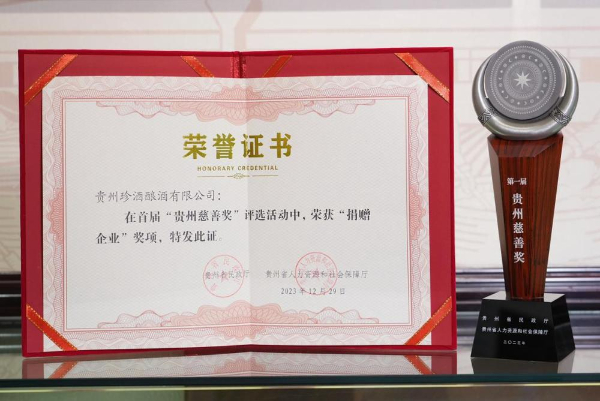 荣誉证书
HONORARY CREDENTIAL
贵州珍酒酿酒有限公司：
在首届“贵州慈善奖”评选活动中，荣获“捐赠
企业”奖项，特发此证。
贵州省民政厅 贵州省人力资源和社会保障厅
2023年12月29日
第一届
贵州慈善奖
贵州省民政厅
贵州省人力资源和社会保障厅
二〇二三年